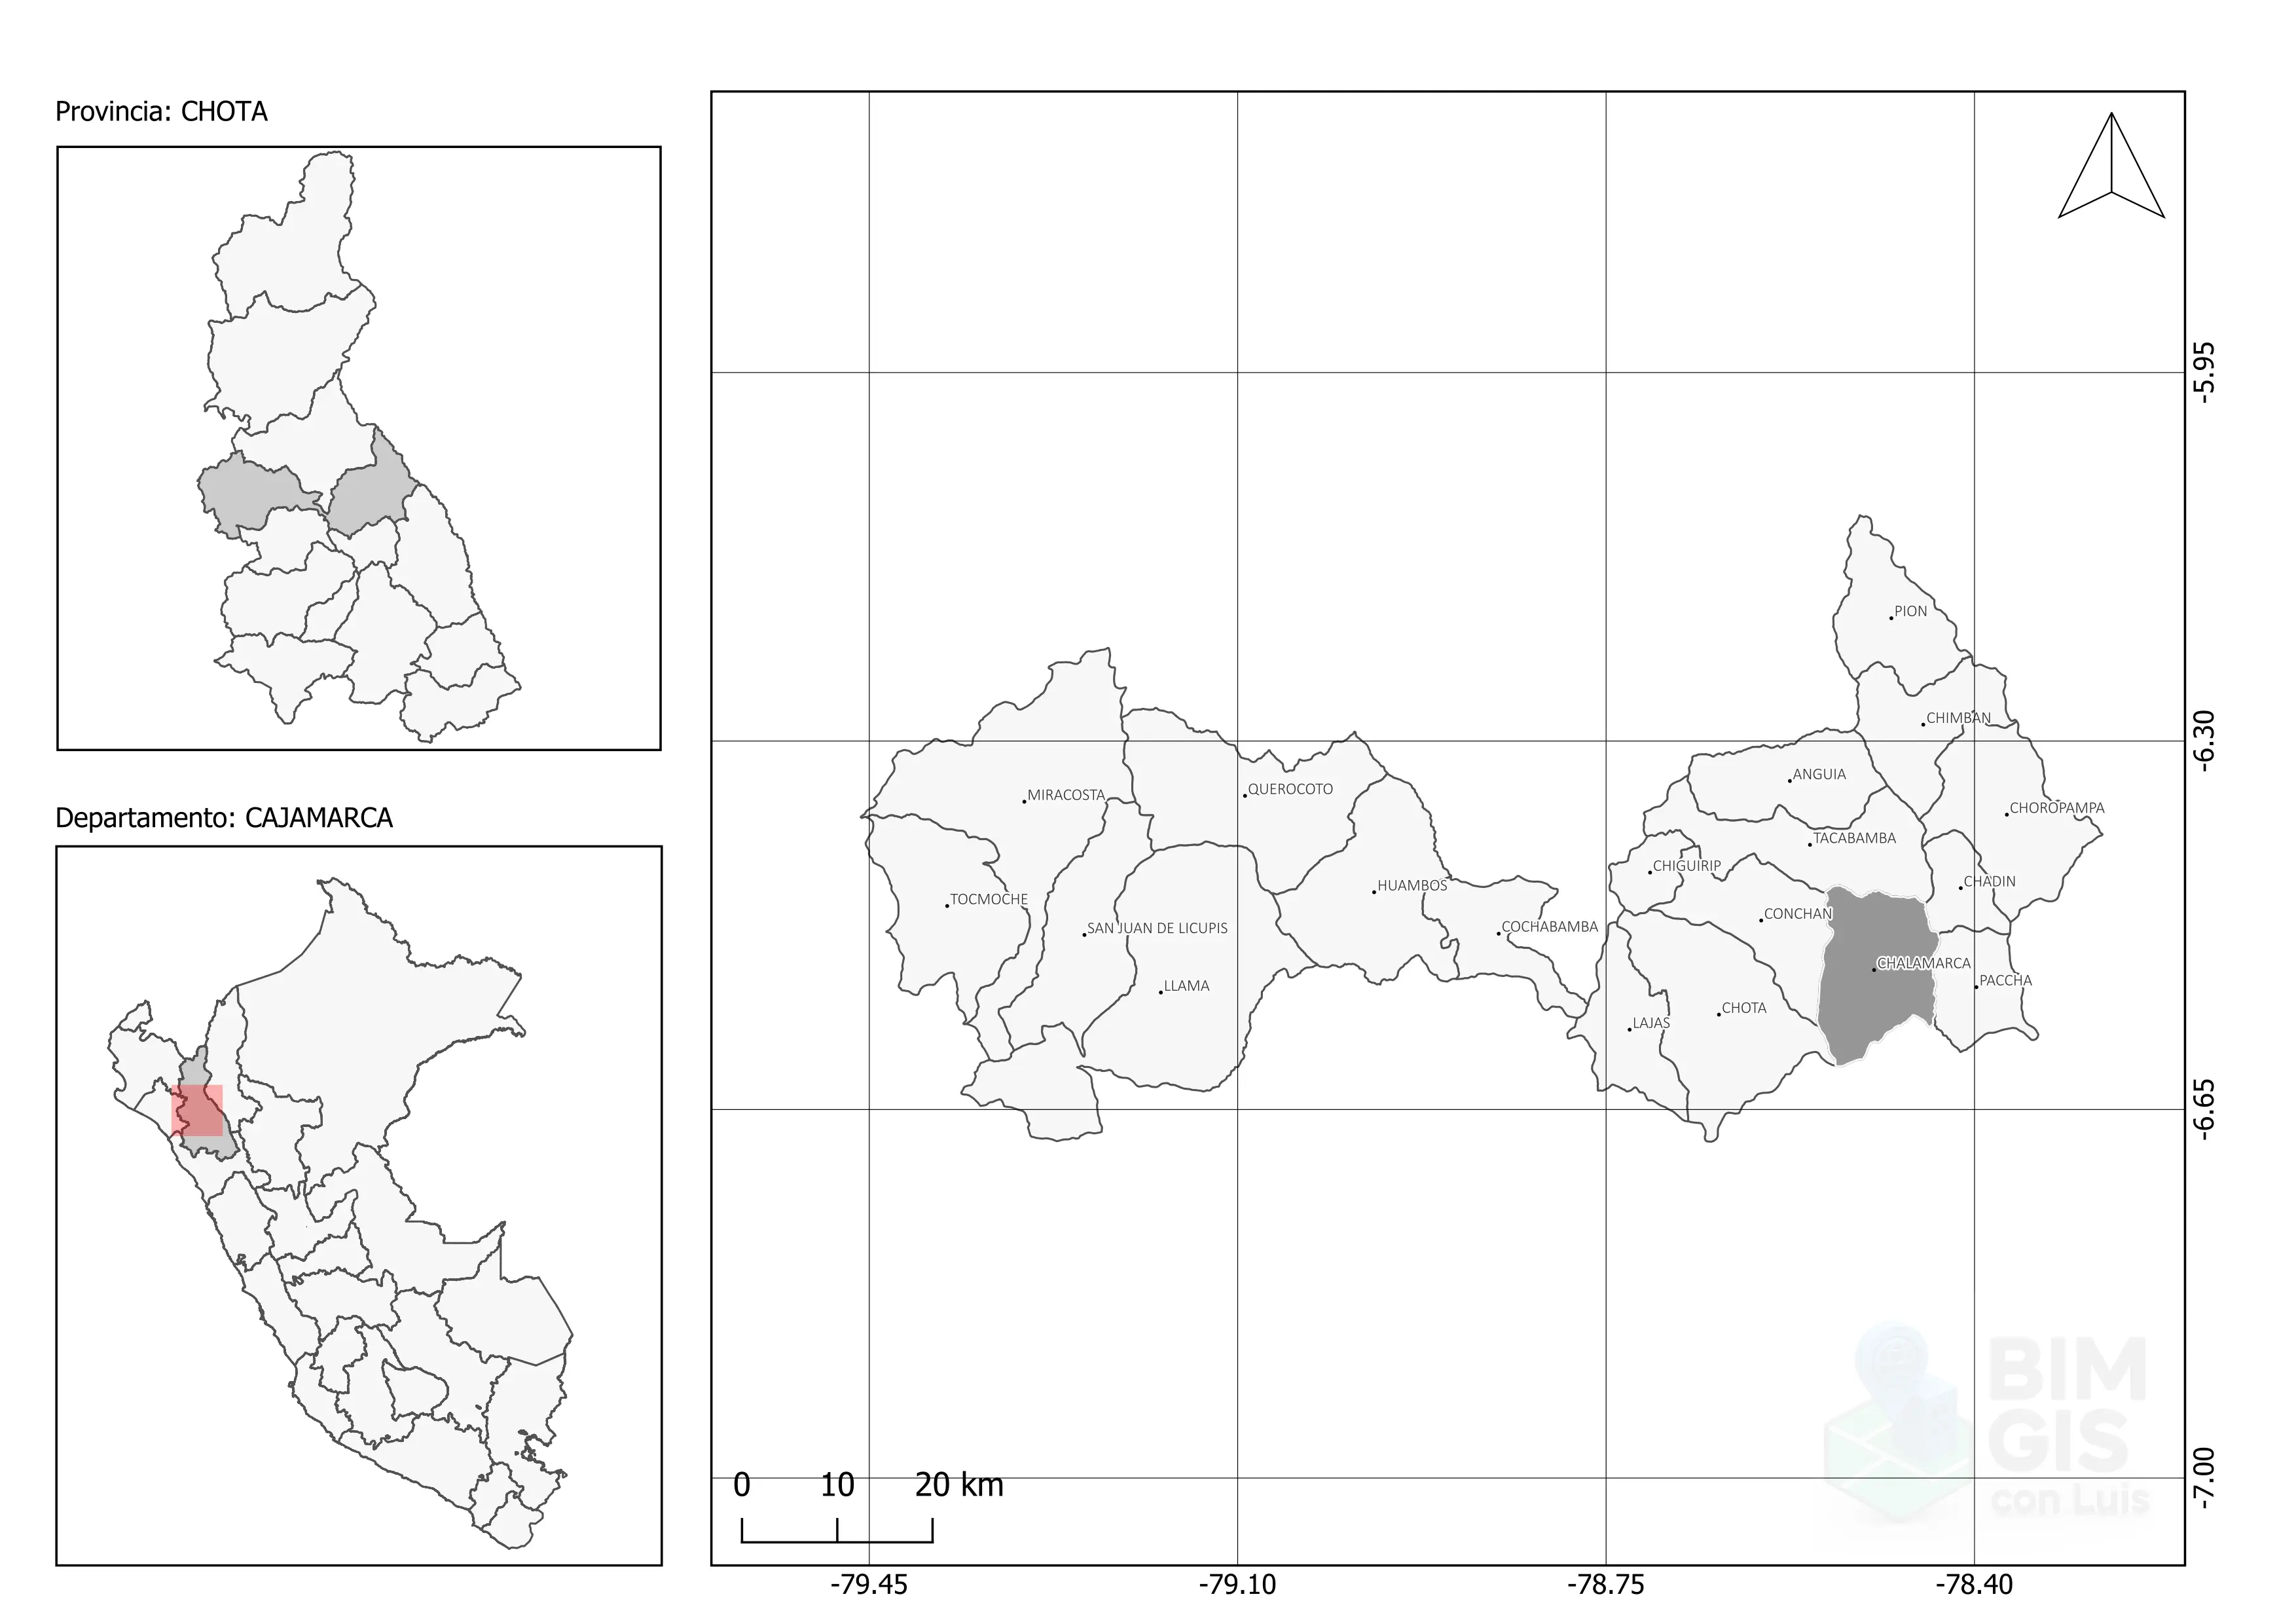 Provincia: CHOTA
Departamento: CAJAMARCA
PION
CHIMBAN
ANGUIA
MIRACOSTA
QUEROCOTO
CHOROPAMPA
TACABAMBA
CHIGUIRIP
CHADIN
HUAMBOS
TOCMOCHE
CONCHAN
SAN JUAN DE LICUPIS
COCHABAMBA
CHALAMARCA
PACCHA
LLAMA
CHOTA
LAJAS
-5.95
-6.30
-6.65
-7.00
BIM
GIS
con Luis
0 10 20 km
-79.45 -79.10 -78.75 -78.40